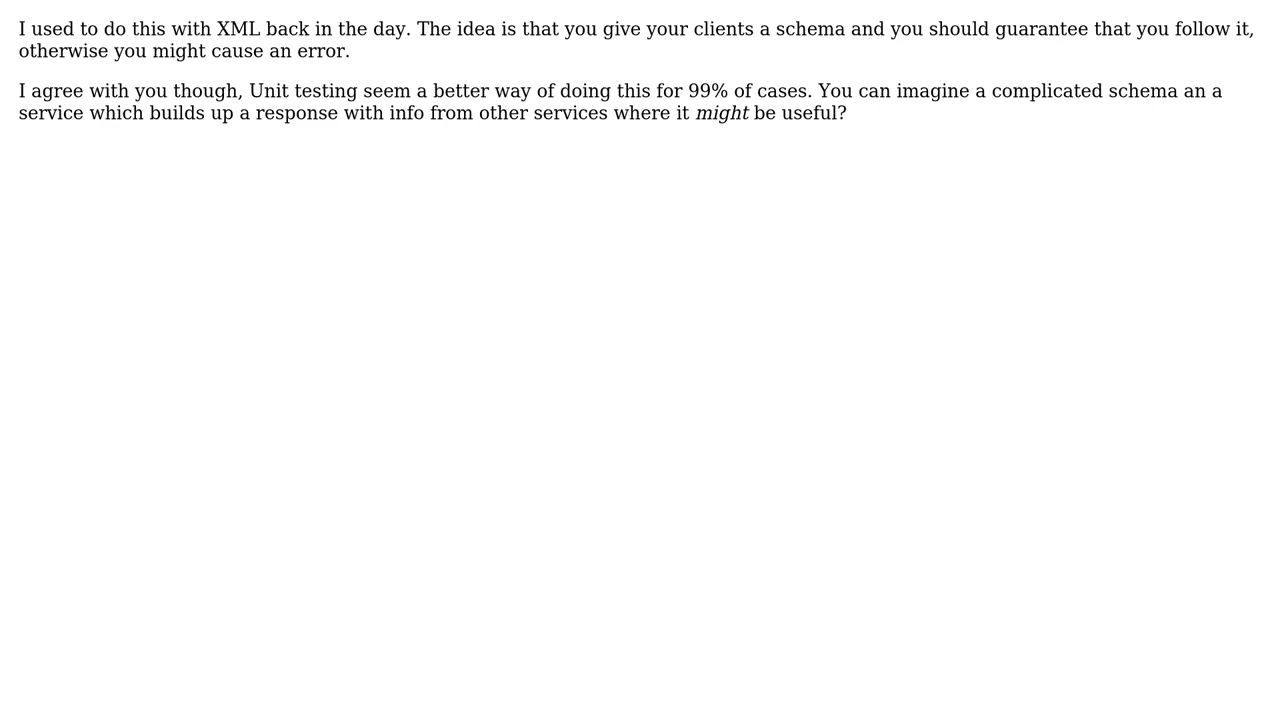 I used to do this with XML back in the day. The idea is that you give your clients a schema and you should guarantee that you follow it,
otherwise you might cause an error.
I agree with you though, Unit testing seem a better way of doing this for 99% of cases. You can imagine a complicated schema an a
service which builds up a response with info from other services where it might be useful?